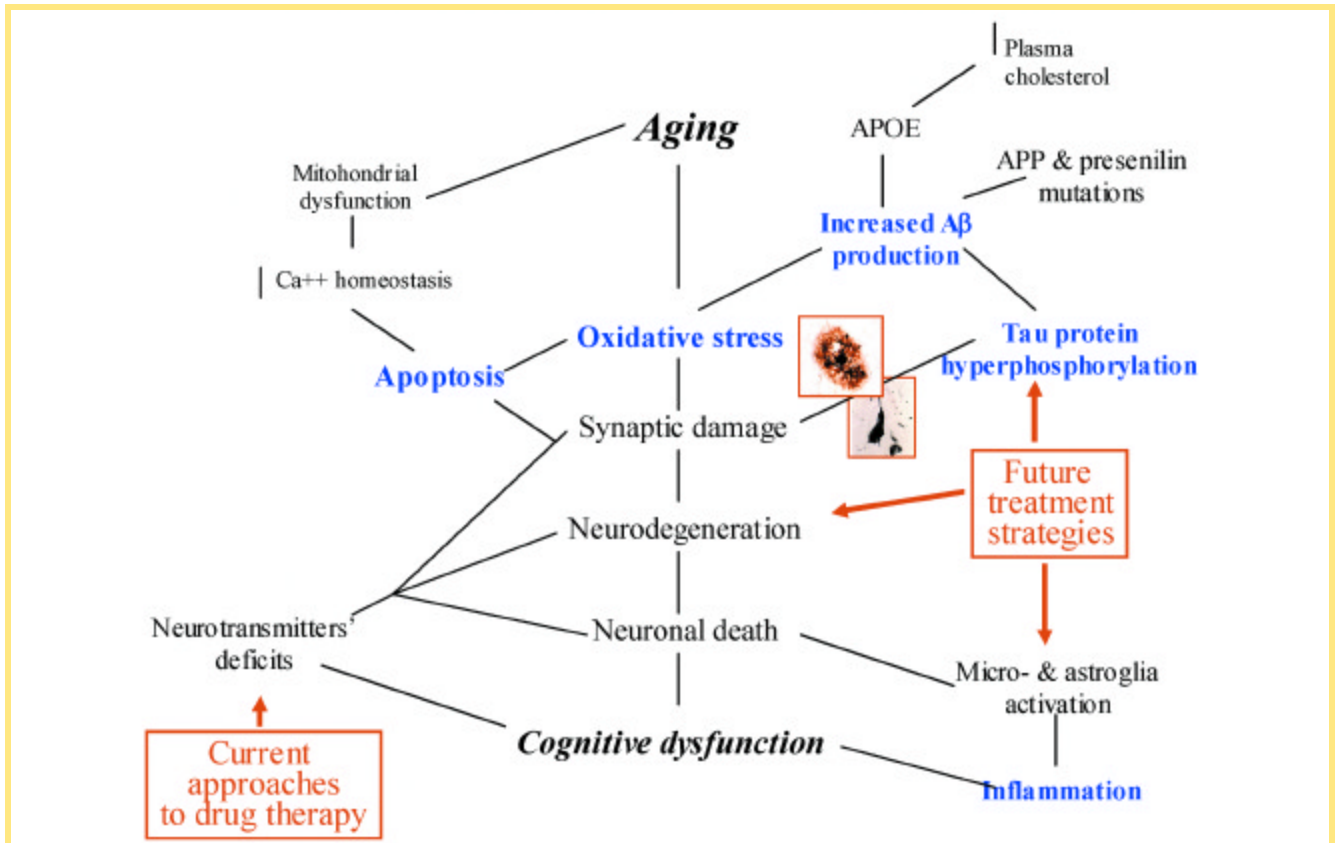 Plasma
cholesterol
Aging
APOE
Mitohondrial
dysfunction
APP & presenilin
mutations
Increased Aβ
production
Ca++ homeostasis
Oxidative stress
Tau protein
hyperphosphorylation
Apoptosis
Synaptic damage
Future
treatment
strategies
Neurodegeneration
Neurotransmitters'
deficits
Neuronal death
Micro- & astroglia
activation
Cognitive dysfunction
Current
approaches
to drug therapy
Inflammation